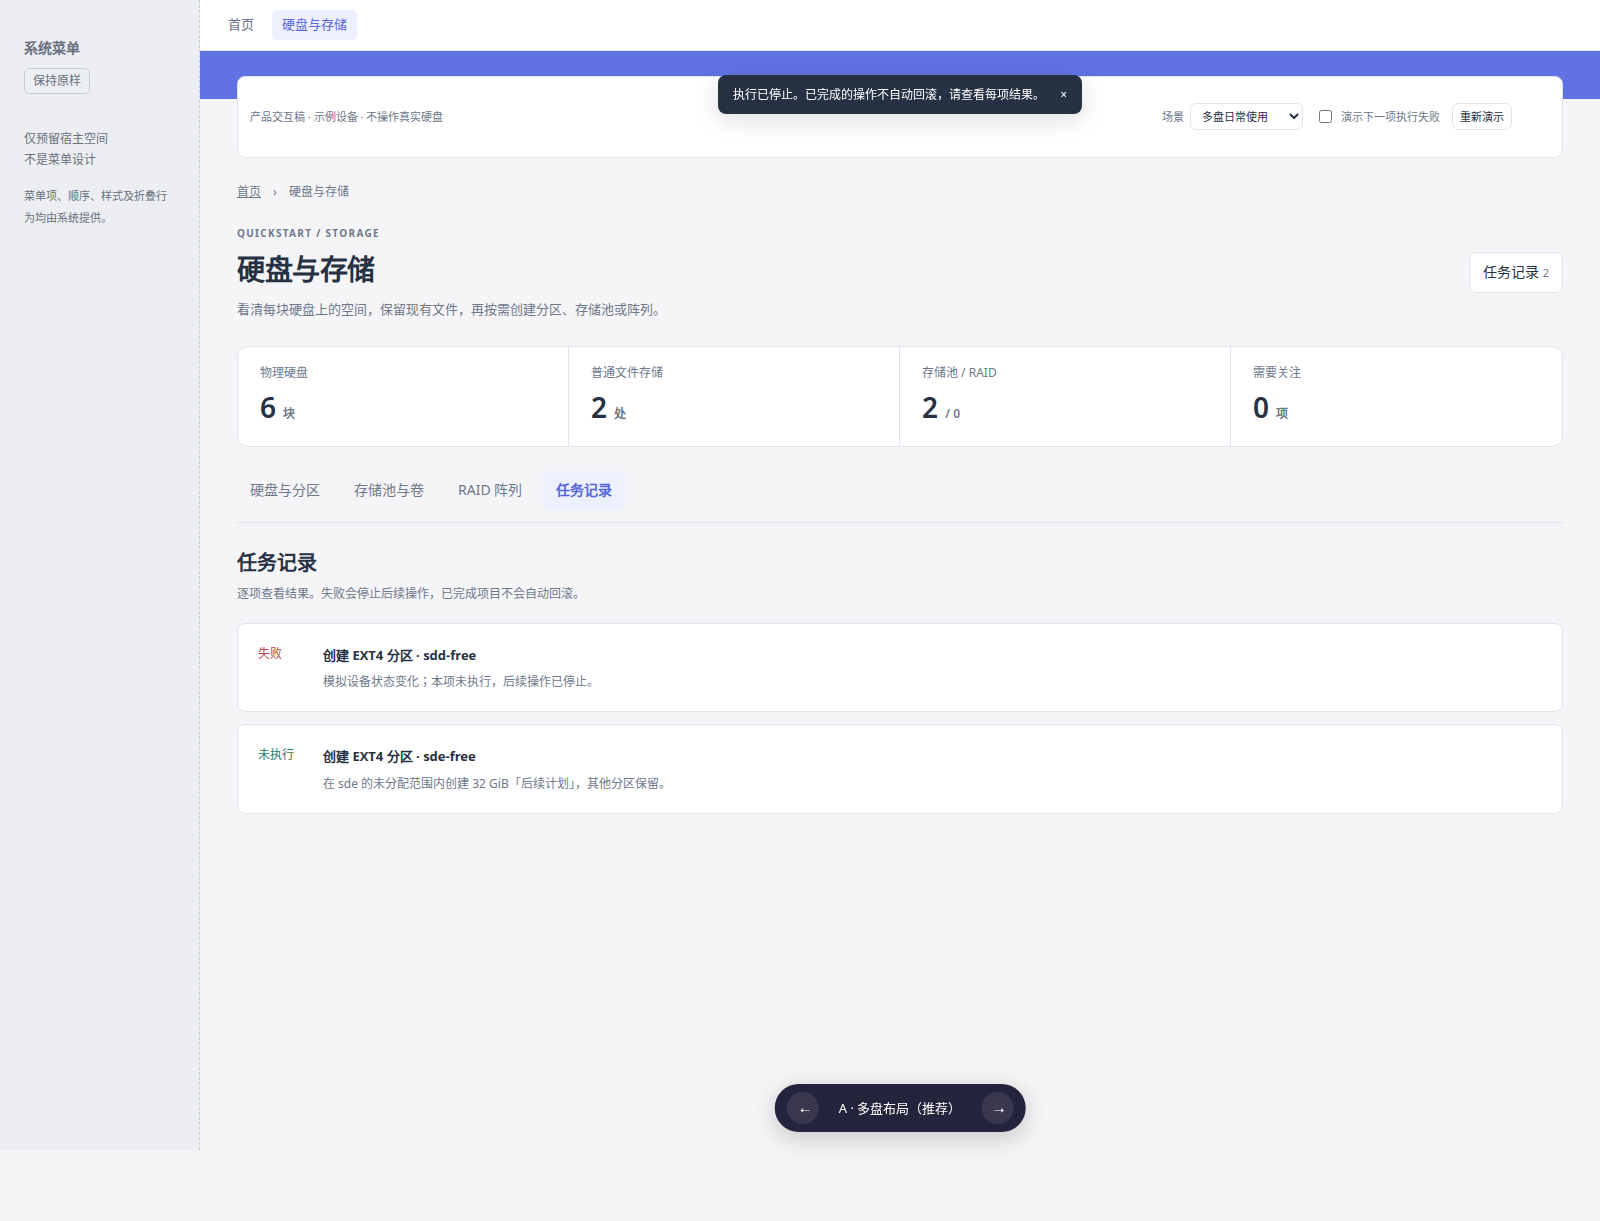 系统菜单
保持原样
仅预留宿主空间
不是菜单设计
菜单项、顺序、样式及折叠行
为均由系统提供。
首页
硬盘与存储
产品交互稿 · 示例设备 · 不操作真实硬盘
执行已停止。已完成的操作不自动回滚，请查看每项结果。 ×
场景 多盘日常使用 演示下一项执行失败 重新演示
首页 › 硬盘与存储
QUICKSTART / STORAGE
硬盘与存储
任务记录 2
看清每块硬盘上的空间，保留现有文件，再按需创建分区、存储池或阵列。
物理硬盘
6 块
普通文件存储
2 处
存储池 / RAID
2 / 0
需要关注
0 项
硬盘与分区 存储池与卷 RAID 阵列 任务记录
任务记录
逐项查看结果。失败会停止后续操作，已完成项目不会自动回滚。
失败
创建 EXT4 分区 · sdd-free
模拟设备状态变化；本项未执行，后续操作已停止。
未执行
创建 EXT4 分区 · sde-free
在 sde 的未分配范围内创建 32 GiB「后续计划」，其他分区保留。
← A · 多盘布局（推荐） →